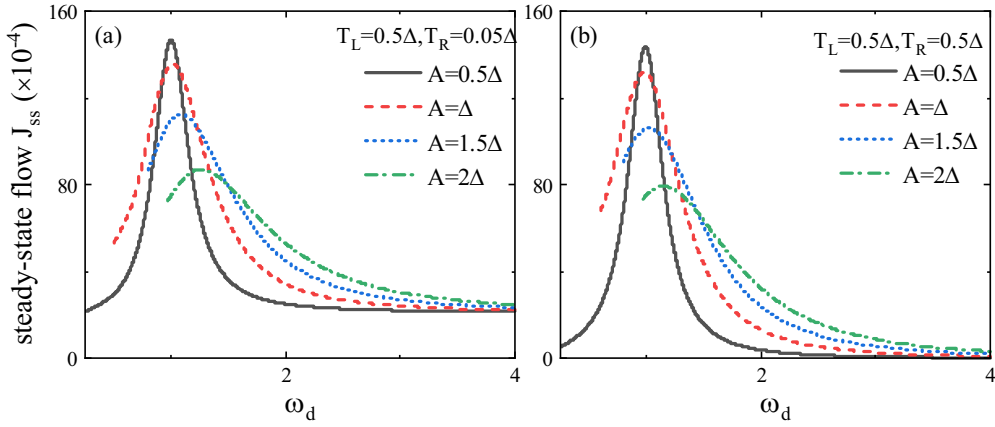 steady-state flow J_ss (×10⁻⁴)
160
80
0
(a)
T_L=0.5Δ,T_R=0.05Δ
A=0.5Δ
A=Δ
A=1.5Δ
A=2Δ
2
4
ω_d
160
80
0
(b)
T_L=0.5Δ,T_R=0.5Δ
A=0.5Δ
A=Δ
A=1.5Δ
A=2Δ
2
4
ω_d